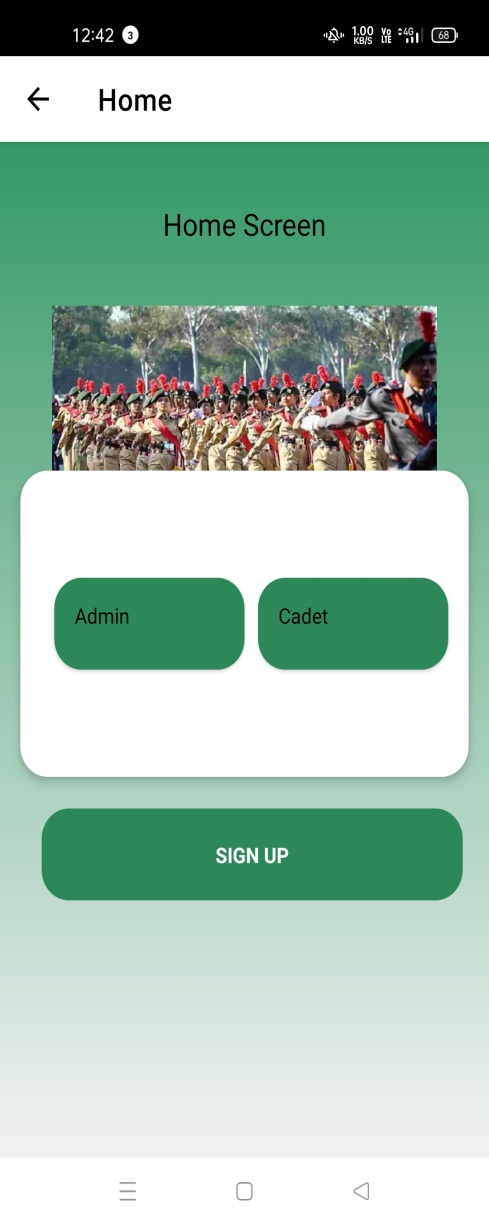 12:42 3 1.00 KB/S Vo LTE 4G 68
Home
Home Screen
Admin Cadet
SIGN UP